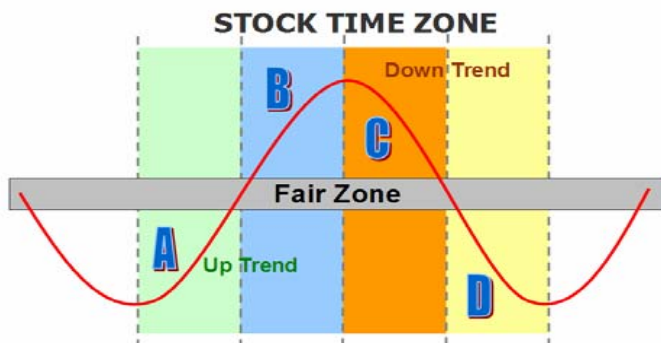 STOCK TIME ZONE
Down Trend
B
C
Fair Zone
A
Up Trend
D